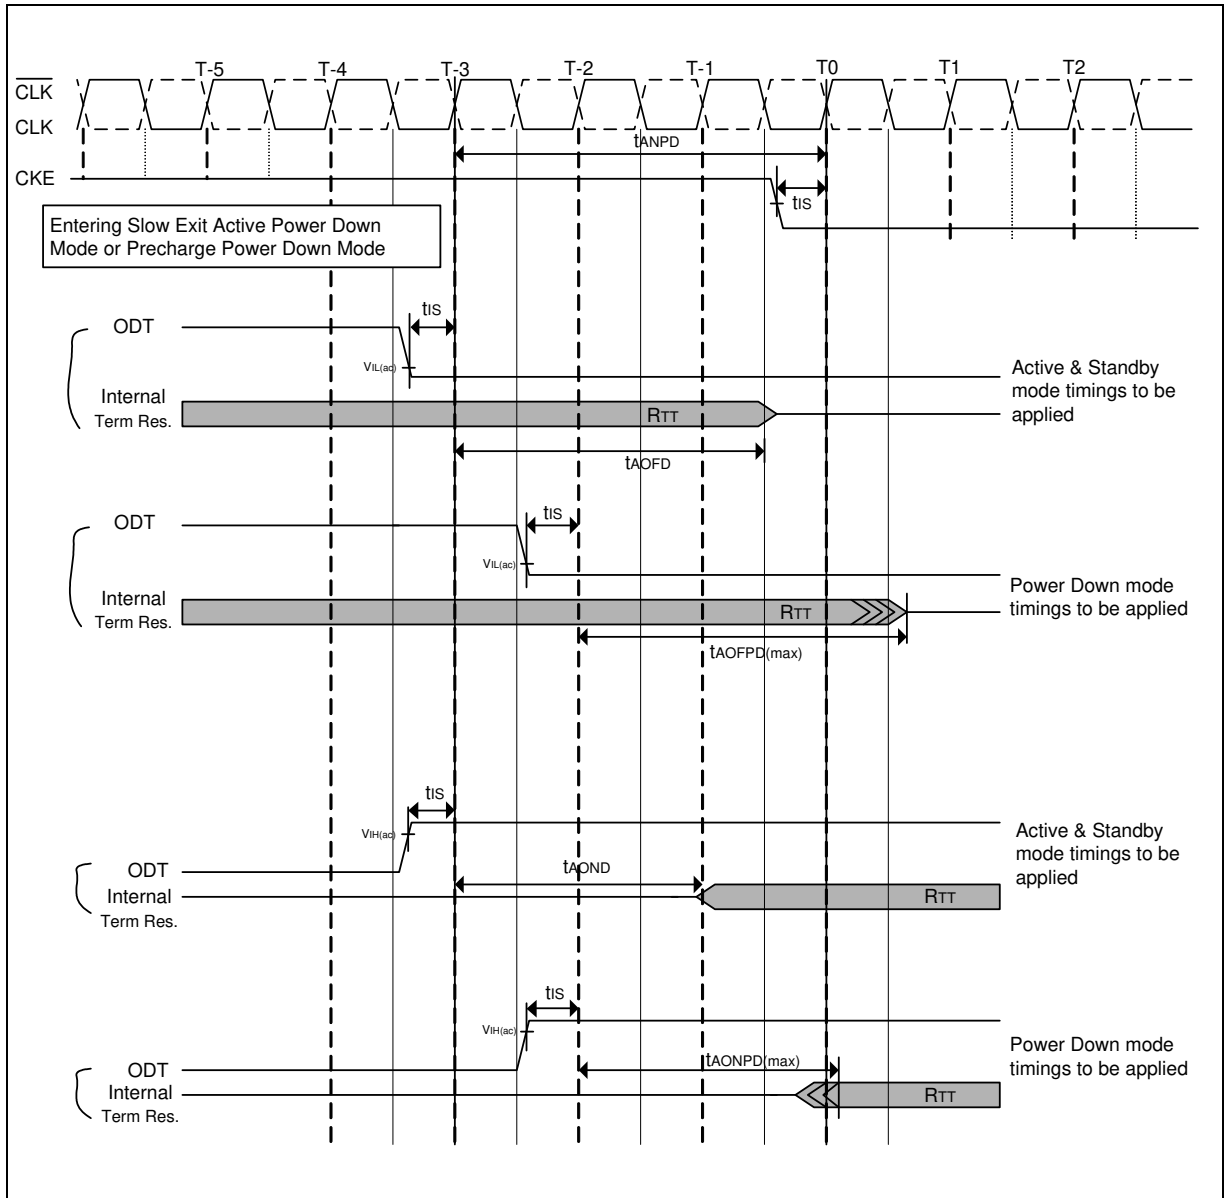 T-5 T-4 T-3 T-2 T-1 T0 T1 T2
CLK
CLK
tANPD
CKE
tIS
Entering Slow Exit Active Power Down
Mode or Precharge Power Down Mode
tIS
ODT
VIL(ac)
Active & Standby
mode timings to be
applied
Internal
Term Res.
RTT
tAOFD
tIS
ODT
VIL(ac)
Power Down mode
timings to be applied
Internal
Term Res.
RTT
tAOFPD(max)
tIS
VIH(ac)
Active & Standby
mode timings to be
applied
ODT
tAOND
Internal
Term Res.
RTT
tIS
VIH(ac)
Power Down mode
timings to be applied
ODT
tAONPD(max)
Internal
Term Res.
RTT